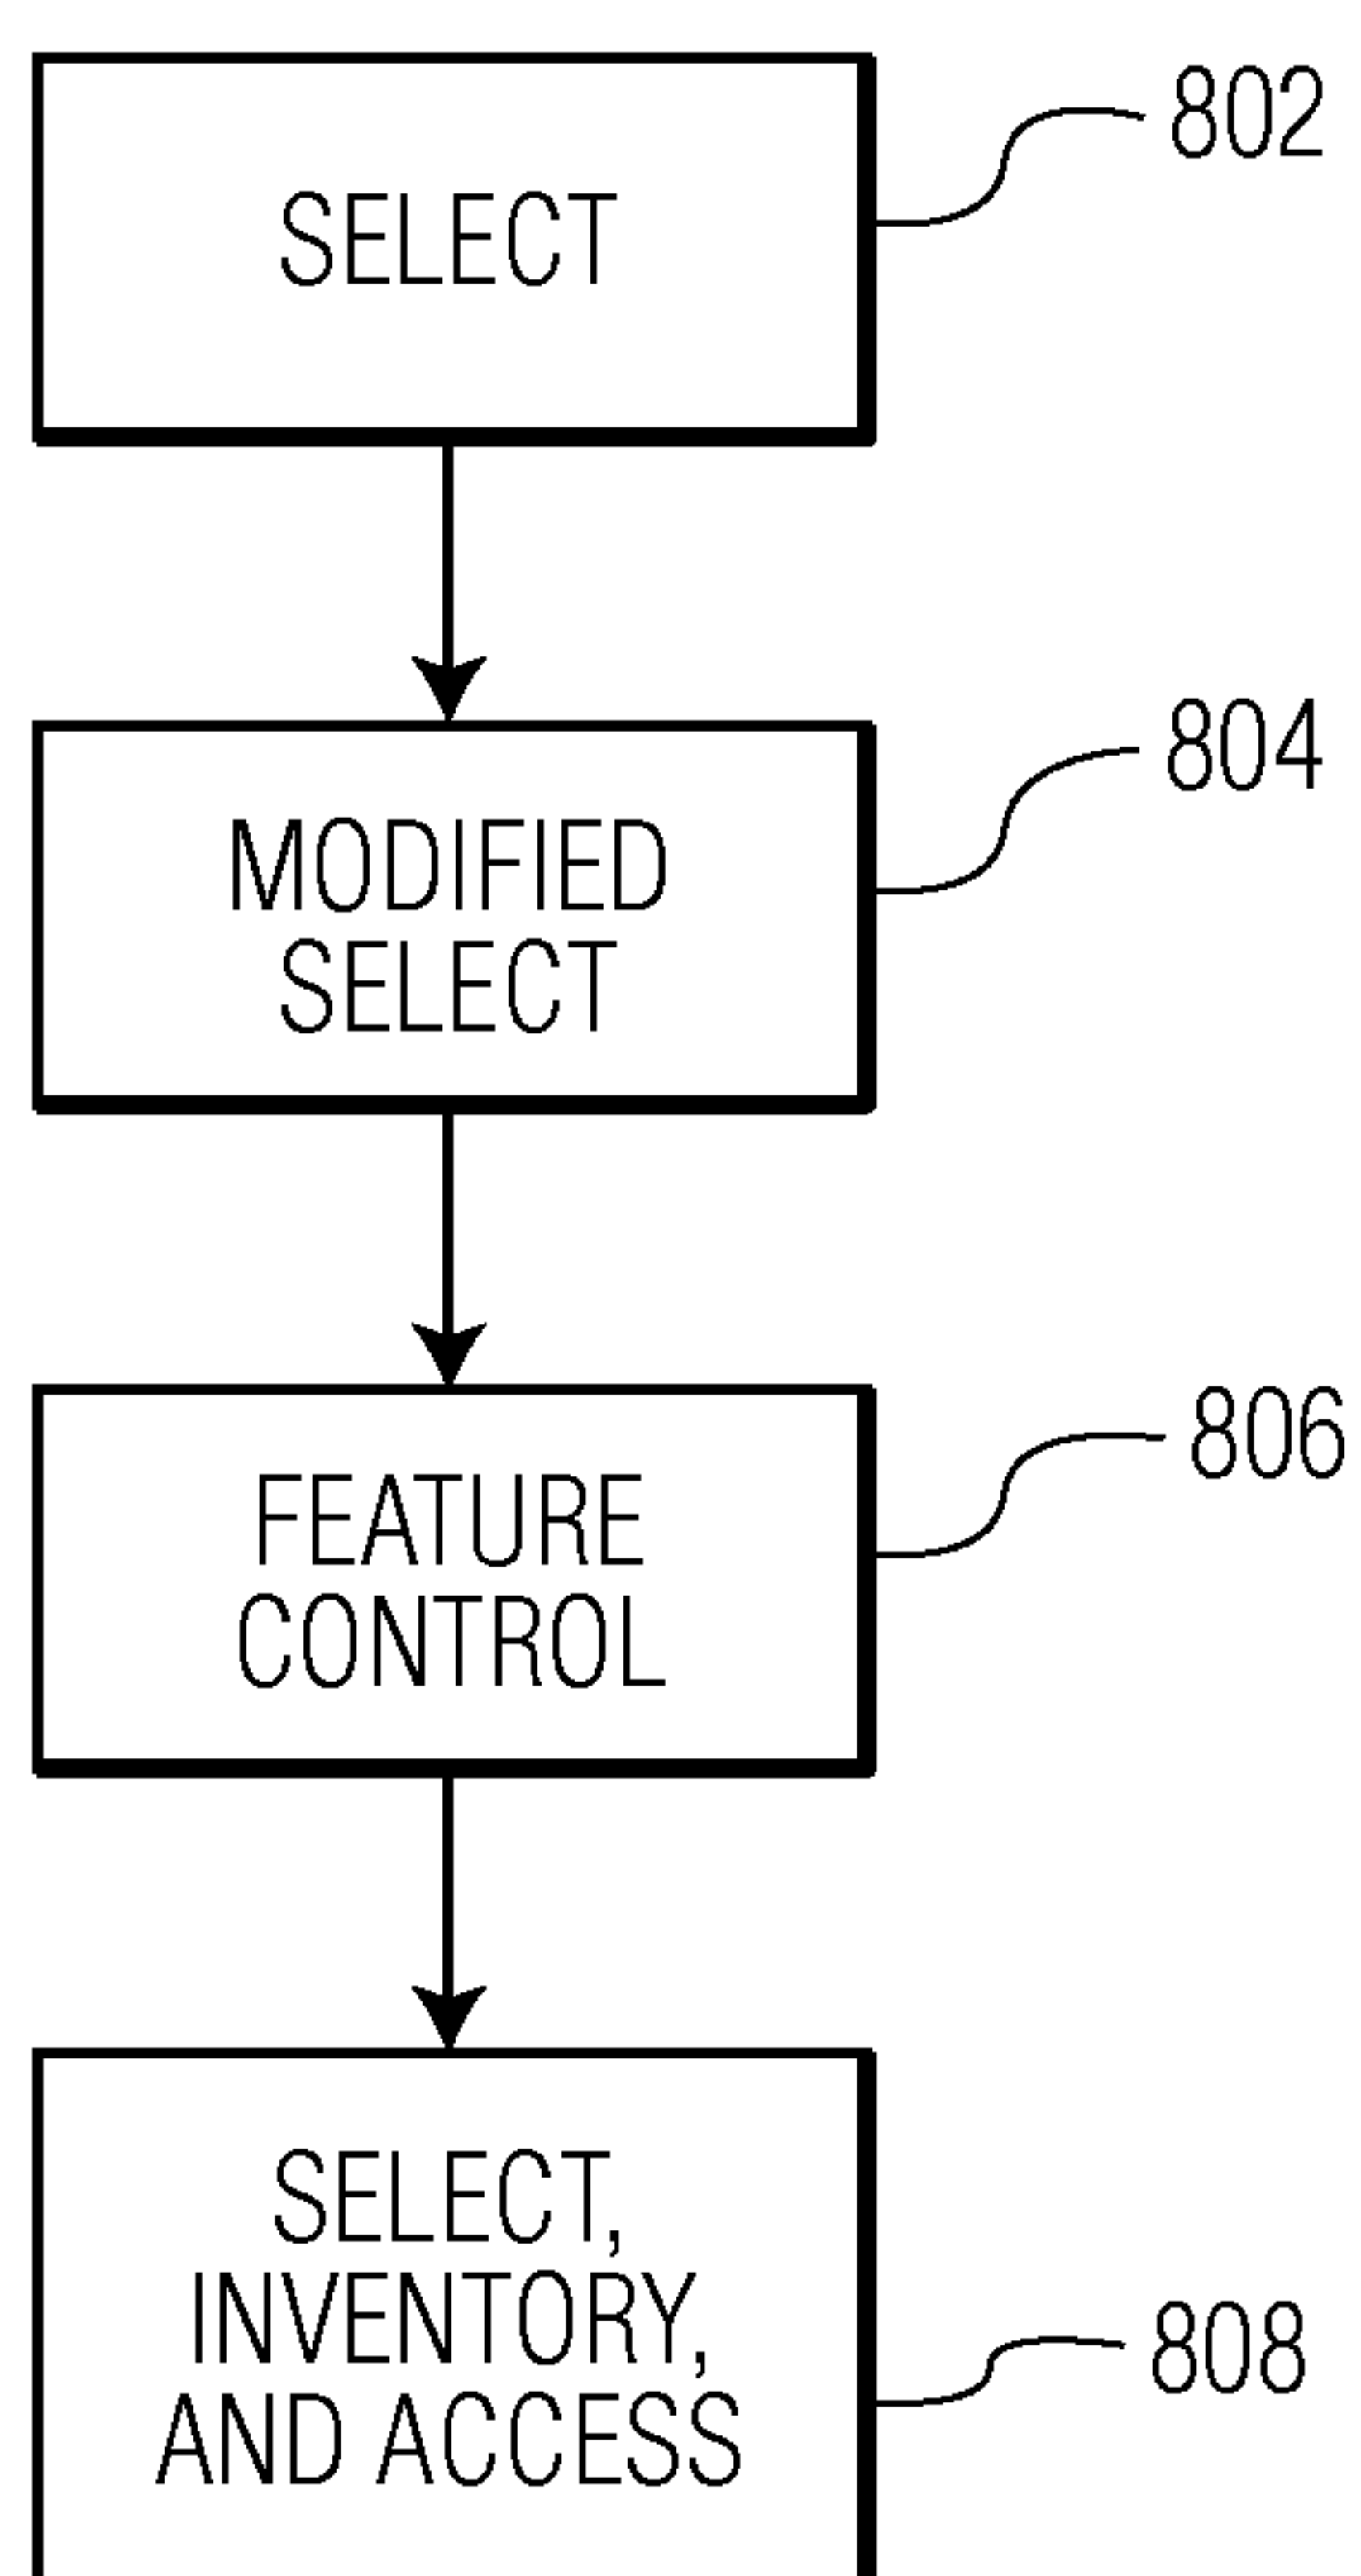 SELECT
802
MODIFIED
SELECT
804
FEATURE
CONTROL
806
SELECT,
INVENTORY,
AND ACCESS
808